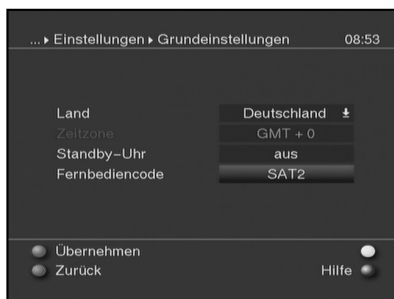 ... ▸ Einstellungen ▸ Grundeinstellungen 08:53
Land Deutschland
Zeitzone GMT + 0
Standby-Uhr aus
Fernbediencode SAT2
Übernehmen
Zurück Hilfe